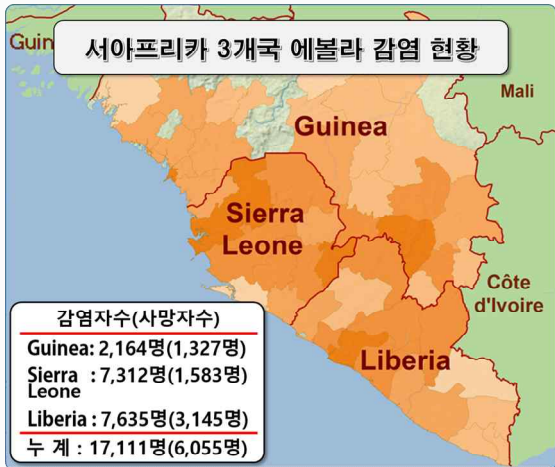 서아프리카 3개국 에볼라 감염 현황
Guin
Mali
Guinea
Sierra
Leone
Côte
d'Ivoire
Liberia
감염자수(사망자수)
Guinea: 2,164명(1,327명)
Sierra : 7,312명(1,583명)
Leone
Liberia : 7,635명(3,145명)
누 계 : 17,111명(6,055명)